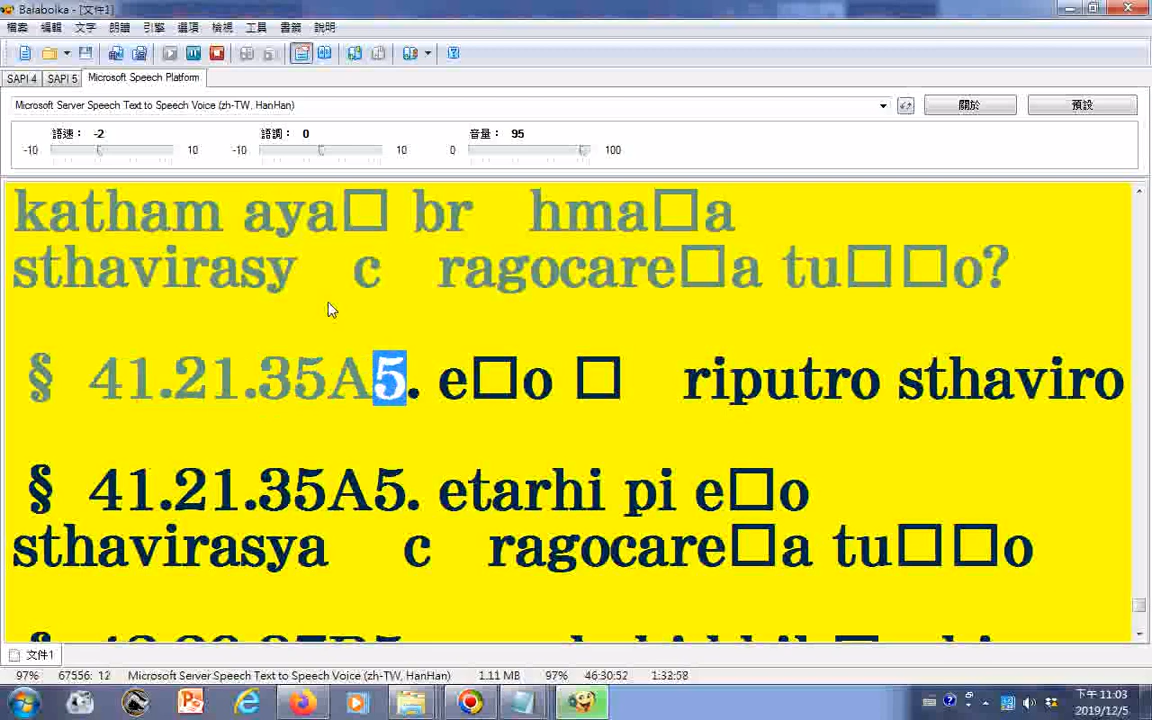 Balabolka - [文件1]
檔案 編輯 文字 朗讀 引擎 選項 檢視 工具 書籤 說明
SAPI 4 SAPI 5 Microsoft Speech Platform
Microsoft Server Speech Text to Speech Voice (zh-TW, HanHan) 關於 預設
語速： -2 語調： 0 音量： 95
-10 10 -10 10 0 100
katham aya□ br hma□a
sthavirasy c ragocare□a tu□□o?
§ 41.21.35A5. e□o □ riputro sthaviro
§ 41.21.35A5. etarhi pi e□o
sthavirasya c ragocare□a tu□□o
文件1
97% 67556: 12 Microsoft Server Speech Text to Speech Voice (zh-TW, HanHan) 1.11 MB 97% 46:30:52 1:32:58
下午 11:03
2019/12/5